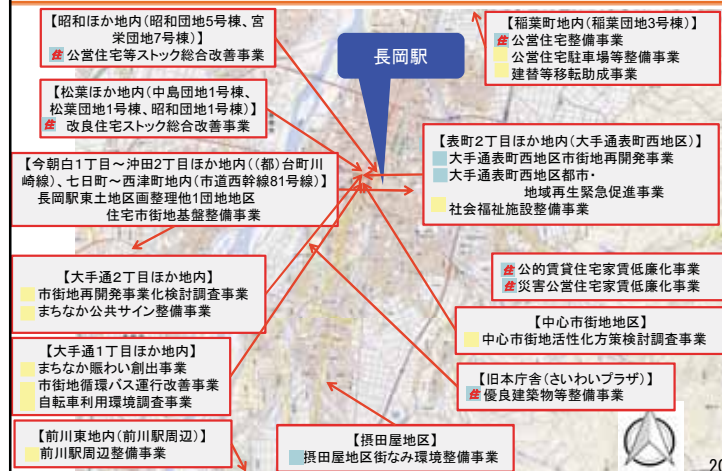 【昭和ほか地内(昭和団地5号棟、宮
栄団地7号棟)】
住 公営住宅等ストック総合改善事業
【松葉ほか地内(中島団地1号棟、
松葉団地1号棟、昭和団地1号棟)】
住 改良住宅ストック総合改善事業
【今朝白1丁目～沖田2丁目ほか地内((都)台町川
崎線)、七日町～西津町地内(市道西幹線81号線)】
長岡駅東土地区画整理他1団地地区
住宅市街地基盤整備事業
【大手通2丁目ほか地内】
市街地再開発事業化検討調査事業
まちなか公共サイン整備事業
【大手通1丁目ほか地内】
まちなか賑わい創出事業
市街地循環バス運行改善事業
自転車利用環境調査事業
【前川東地内(前川駅周辺)】
前川駅周辺整備事業
長岡駅
【稲葉町地内(稲葉団地3号棟)】
住 公営住宅整備事業
公営住宅駐車場等整備事業
建替等移転助成事業
【表町2丁目ほか地内(大手通表町西地区)】
大手通表町西地区市街地再開発事業
大手通表町西地区都市・
地域再生緊急促進事業
社会福祉施設整備事業
住 公的賃貸住宅家賃低廉化事業
住 災害公営住宅家賃低廉化事業
【中心市街地地区】
中心市街地活性化方策検討調査事業
【旧本庁舎(さいわいプラザ)】
住 優良建築物等整備事業
【摂田屋地区】
摂田屋地区街なみ環境整備事業